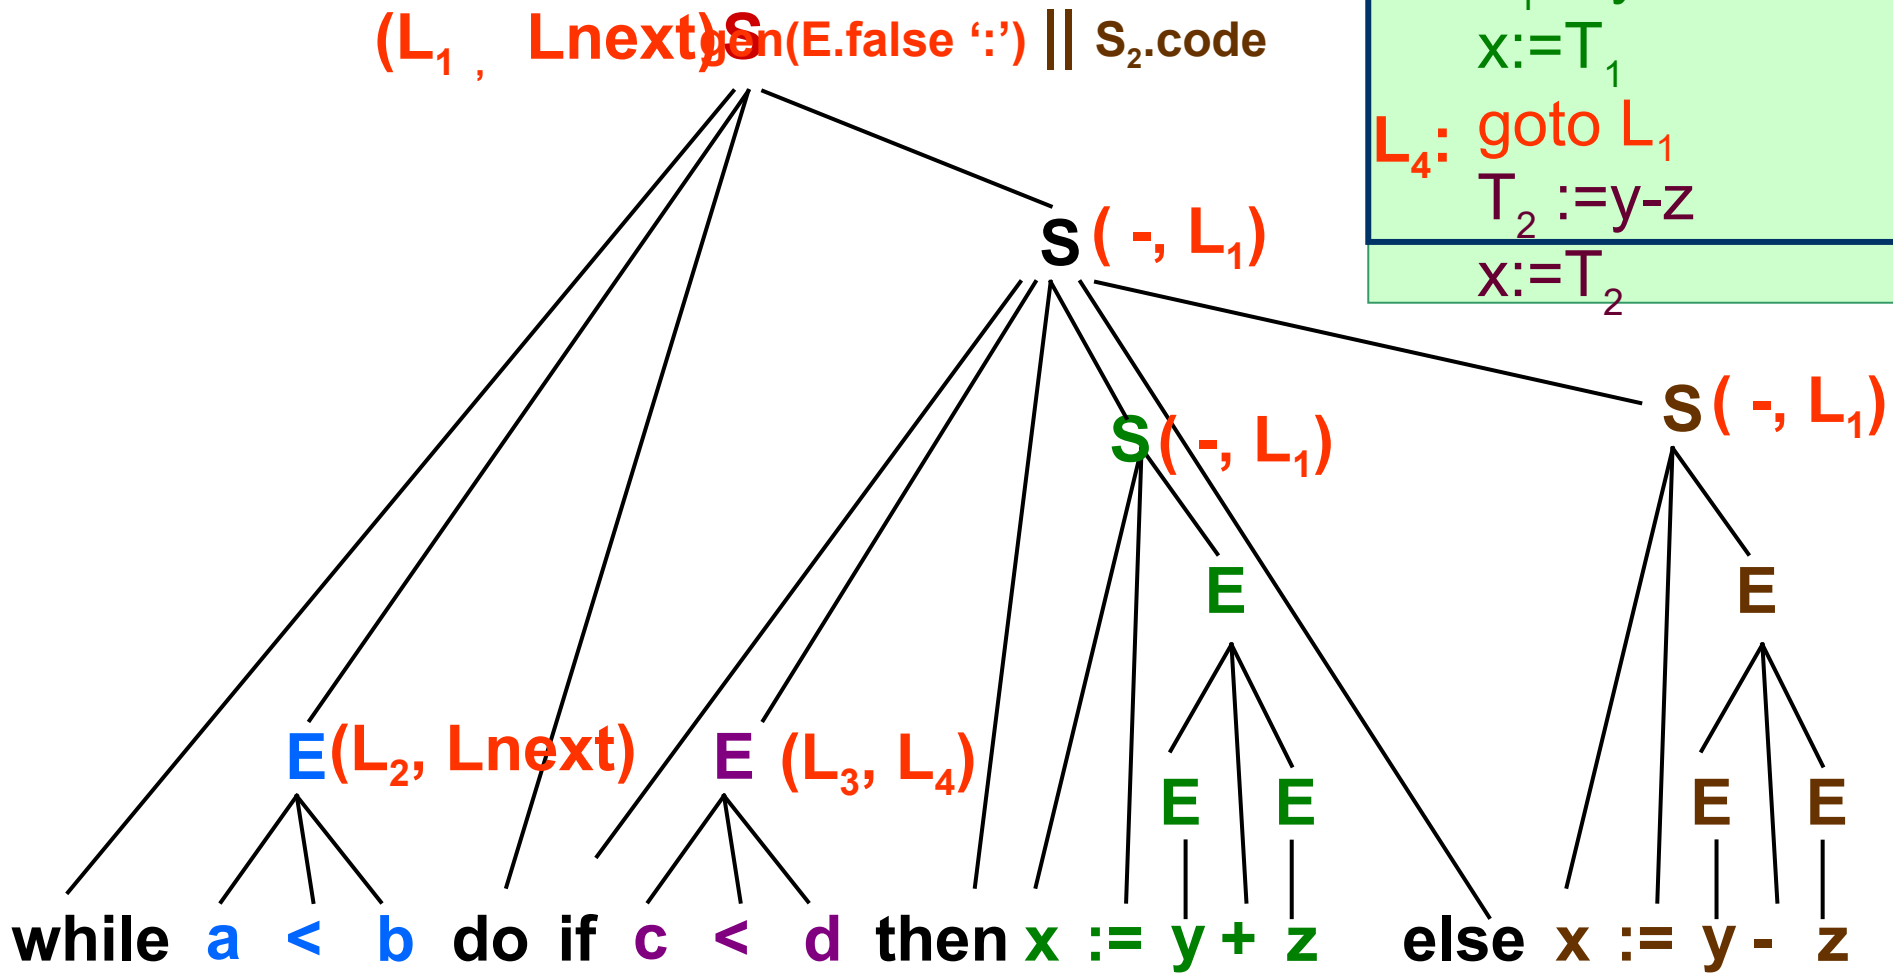 (L₁ , Lnext) S gen(E.false ‘:’) || S₂.code
x:=T₁
L₄: goto L₁
T₂ :=y-z
x:=T₂
S ( -, L₁)
S ( -, L₁)
S ( -, L₁)
E E
E (L₂, Lnext) E (L₃, L₄)
E E E E
while a < b do if c < d then x := y + z else x := y - z